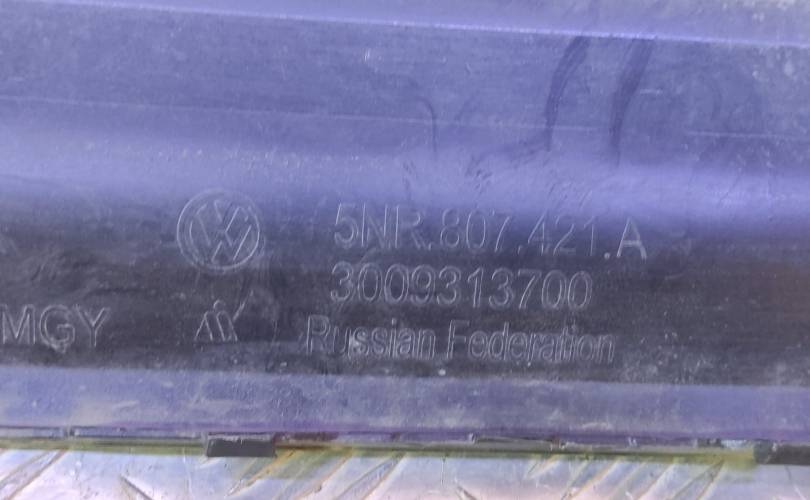 5NR.807.421.A
3009313700
MGY
Russian Federation